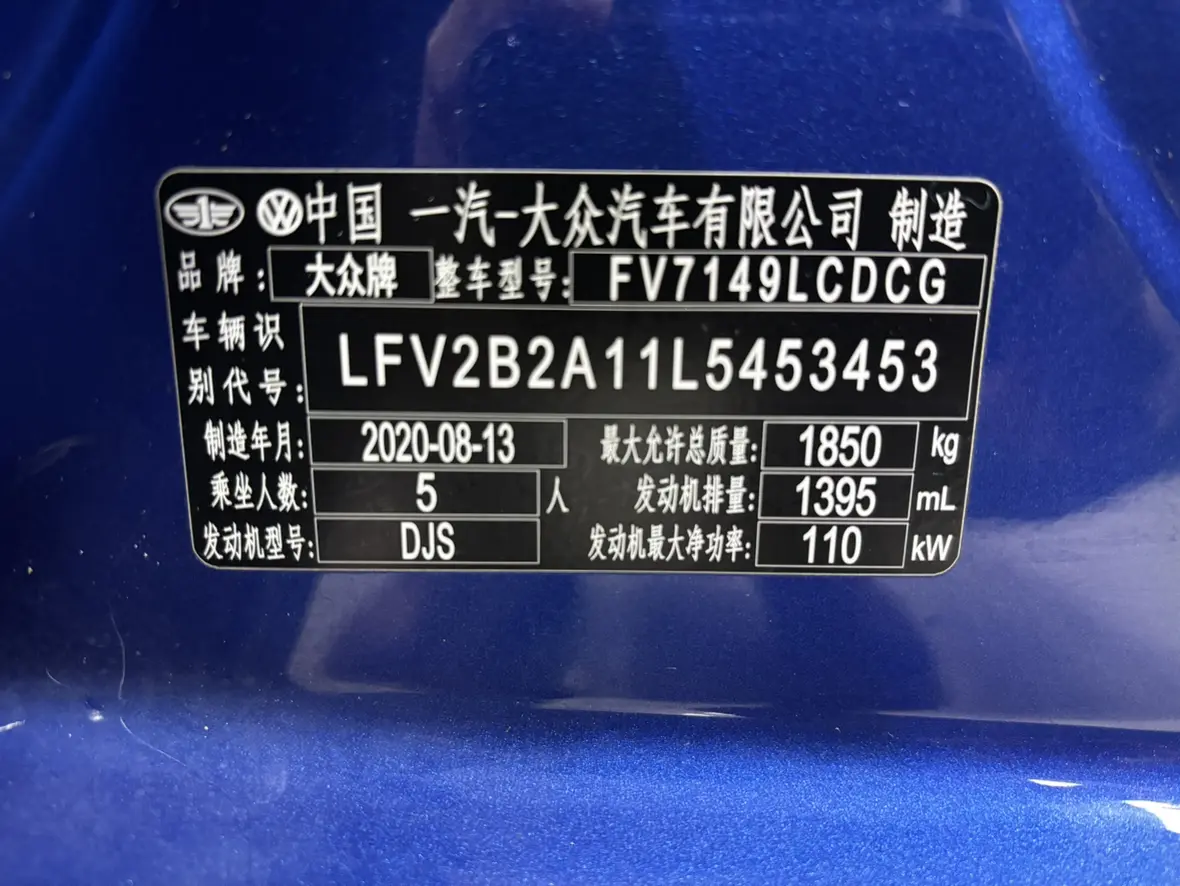 中国 一汽-大众汽车有限公司 制造
品牌: 大众牌 整车型号: FV7149LCDCG
车辆识别代号: LFV2B2A11L5453453
制造年月: 2020-08-13 最大允许总质量: 1850 kg
乘坐人数: 5 人 发动机排量: 1395 mL
发动机型号: DJS 发动机最大净功率: 110 kW